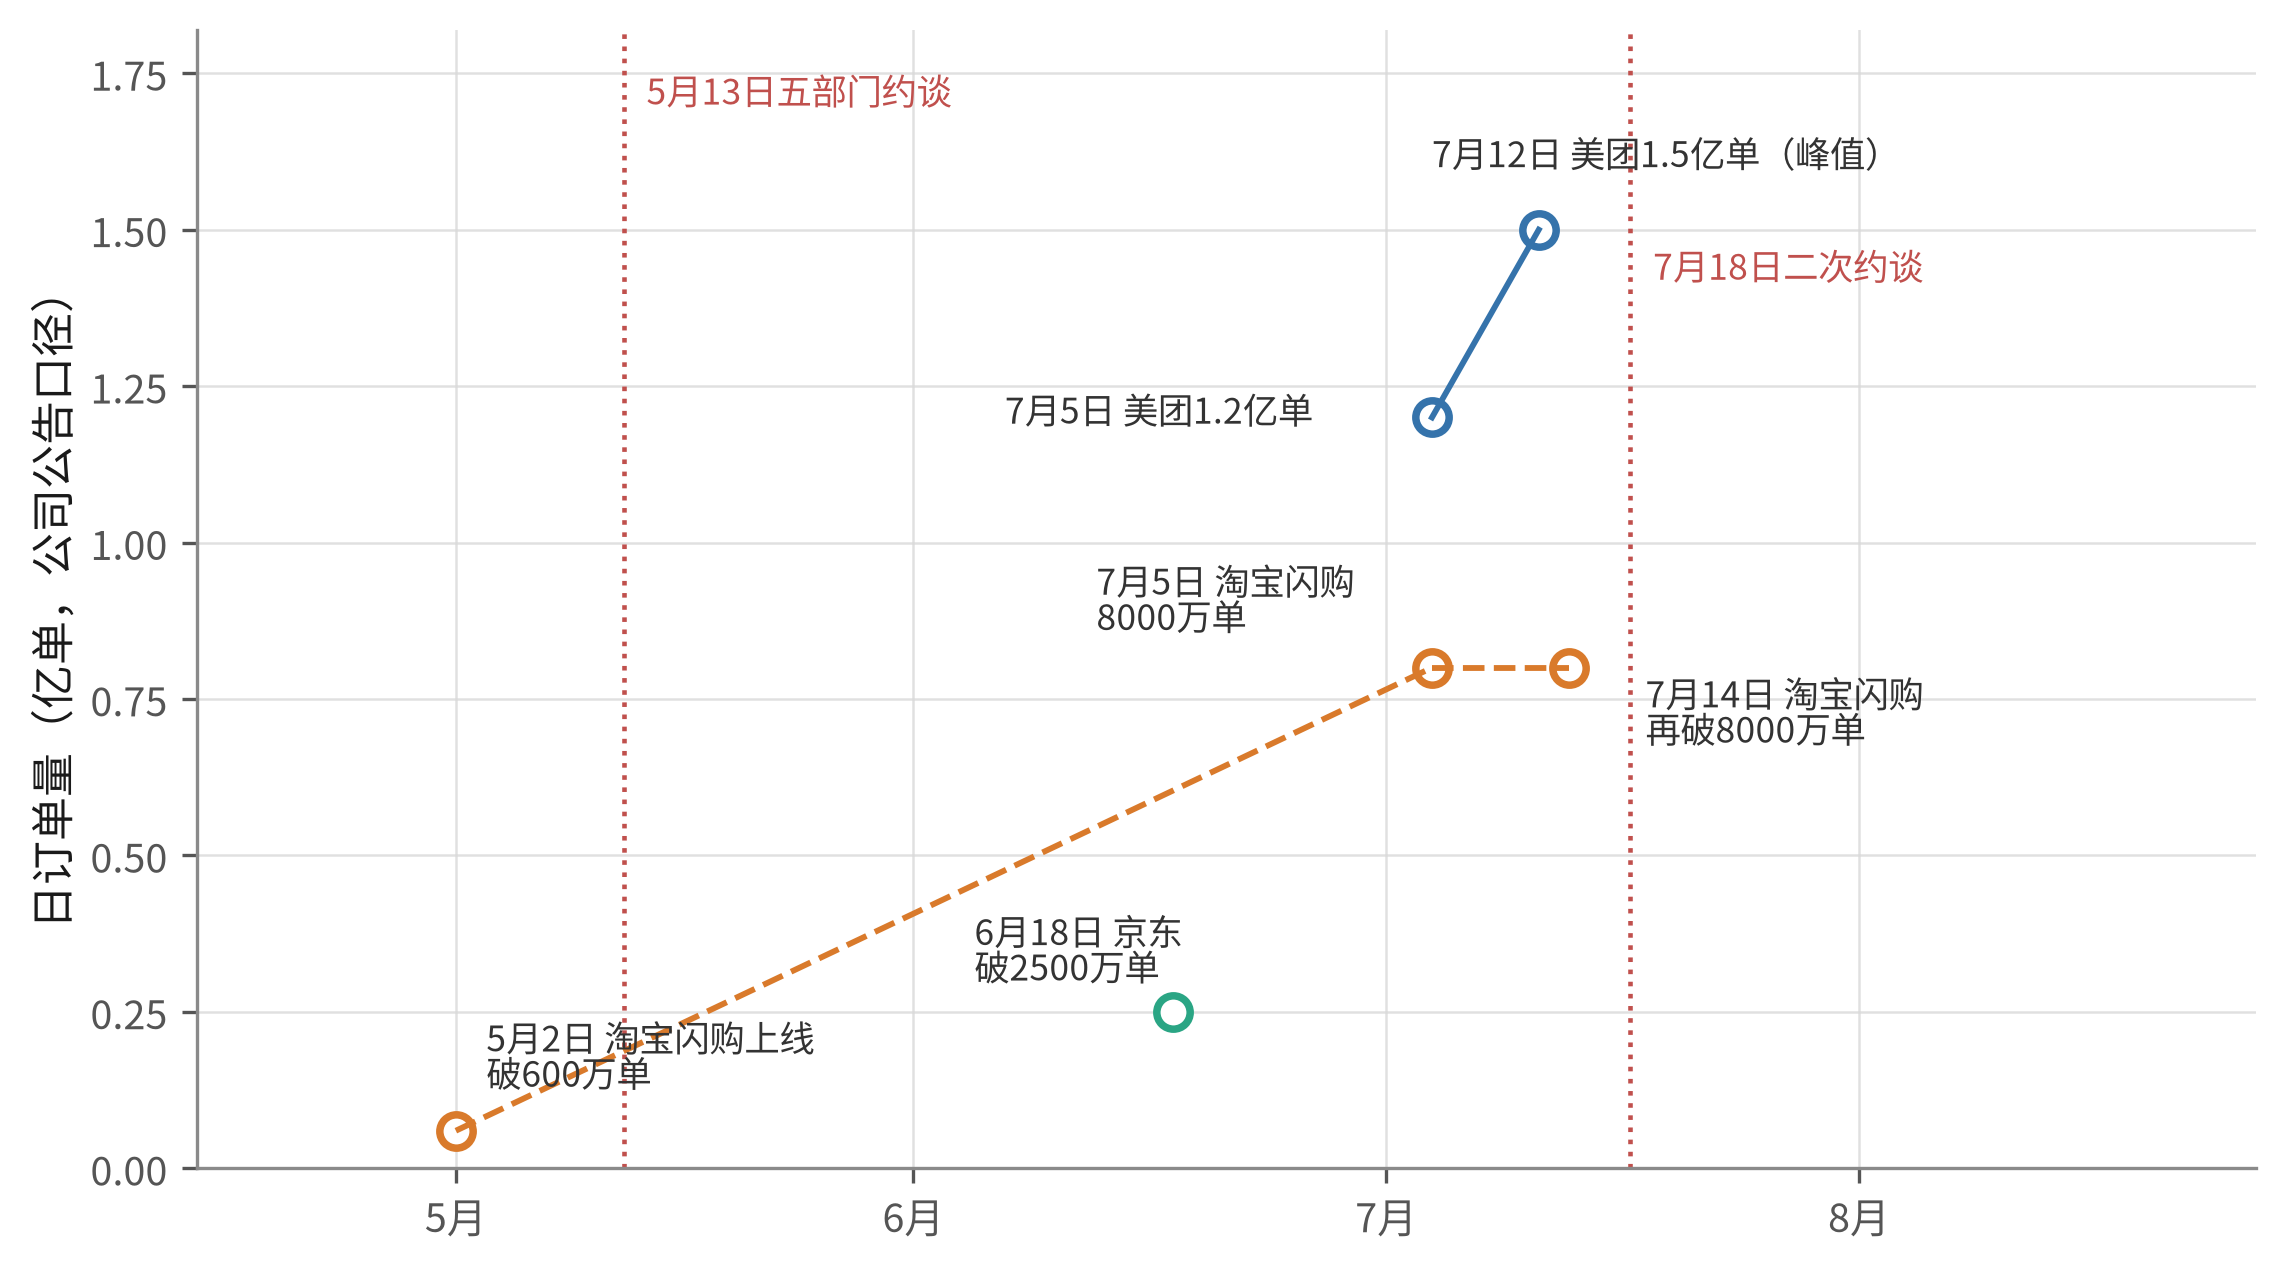 日订单量（亿单，公司公告口径）
1.75
1.50
1.25
1.00
0.75
0.50
0.25
0.00
5月13日五部门约谈
7月12日 美团1.5亿单（峰值）
7月18日二次约谈
7月5日 美团1.2亿单
7月5日 淘宝闪购
8000万单
7月14日 淘宝闪购
再破8000万单
6月18日 京东
破2500万单
5月2日 淘宝闪购上线
破600万单
5月
6月
7月
8月